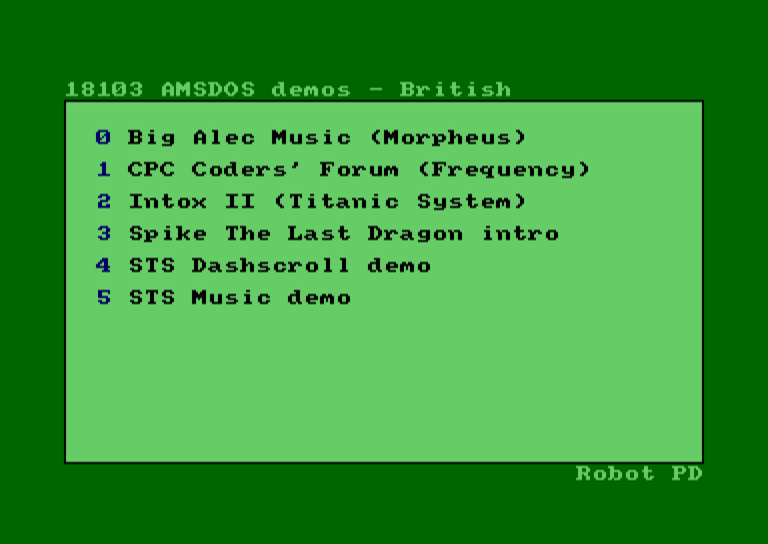 18103 AMSDOS demos - British
0 Big Alec Music (Morpheus)
1 CPC Coders' Forum (Frequency)
2 Intox II (Titanic System)
3 Spike The Last Dragon intro
4 STS Dashscroll demo
5 STS Music demo
Robot PD